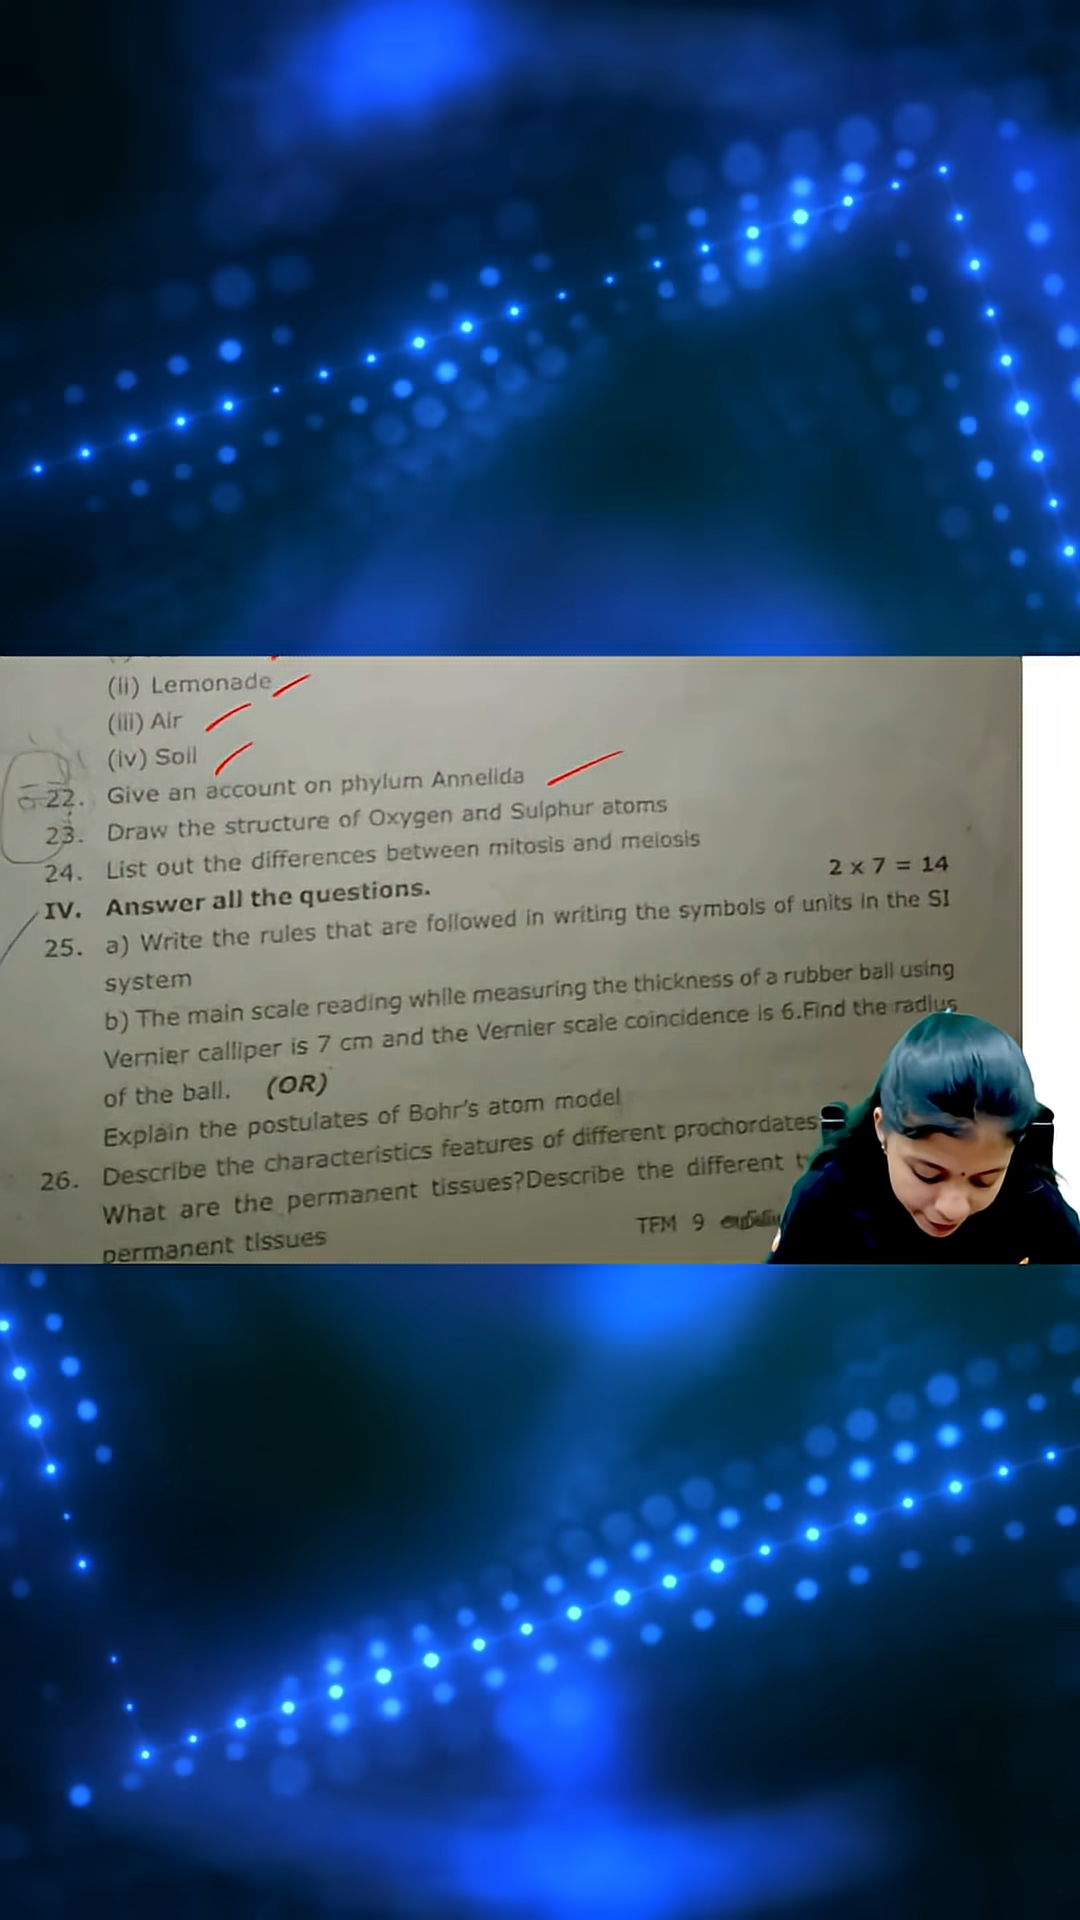 (ii) Lemonade
(iii) Air
(iv) Soil
22. Give an account on phylum Annelida
23. Draw the structure of Oxygen and Sulphur atoms
24. List out the differences between mitosis and meiosis
IV. Answer all the questions. 2 x 7 = 14
25. a) Write the rules that are followed in writing the symbols of units in the SI
system
b) The main scale reading while measuring the thickness of a rubber ball using
Vernier calliper is 7 cm and the Vernier scale coincidence is 6.Find the radius
of the ball. (OR)
Explain the postulates of Bohr's atom model
26. Describe the characteristics features of different prochordates
What are the permanent tissues?Describe the different
permanent tissues
TFM 9